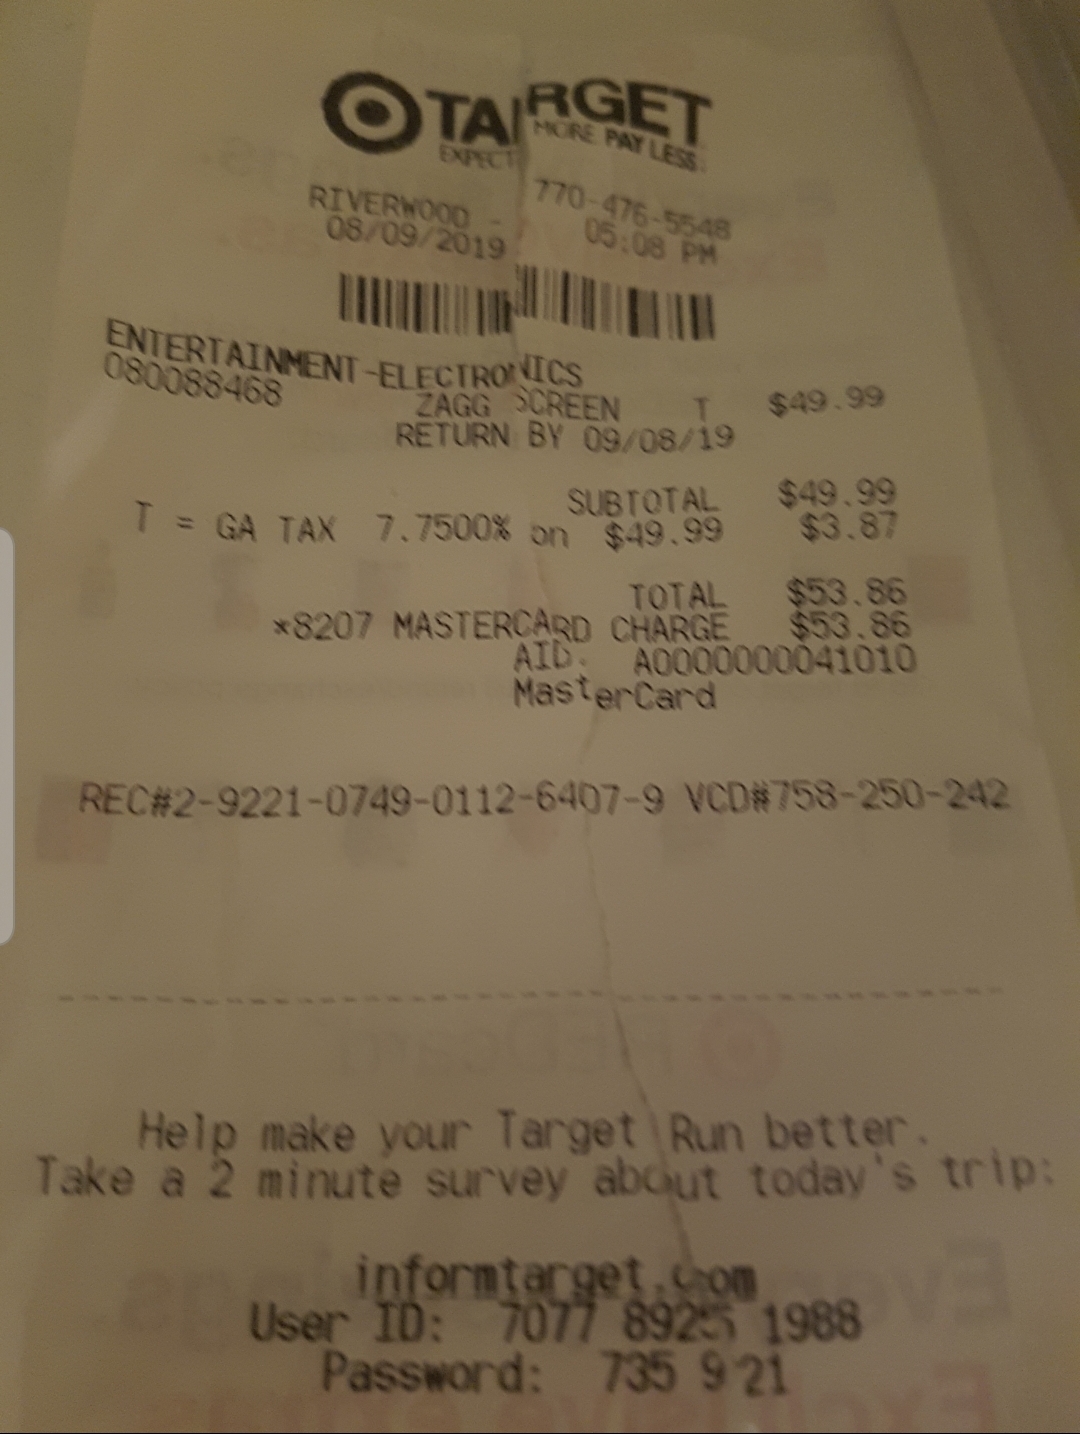 TARGET
EXPECT MORE PAY LESS.
RIVERWOOD - 770-476-5548
08/09/2019 05:08 PM
ENTERTAINMENT-ELECTRONICS
080088468 ZAGG SCREEN T $49.99
RETURN BY 09/08/19
SUBTOTAL $49.99
T = GA TAX 7.7500% on $49.99 $3.87
TOTAL $53.86
*8207 MASTERCARD CHARGE $53.86
AID: A0000000041010
MasterCard
REC#2-9221-0749-0112-6407-9 VCD#758-250-242
Help make your Target Run better.
Take a 2 minute survey about today's trip:
informtarget.com
User ID: 7077 8925 1988
Password: 735 921